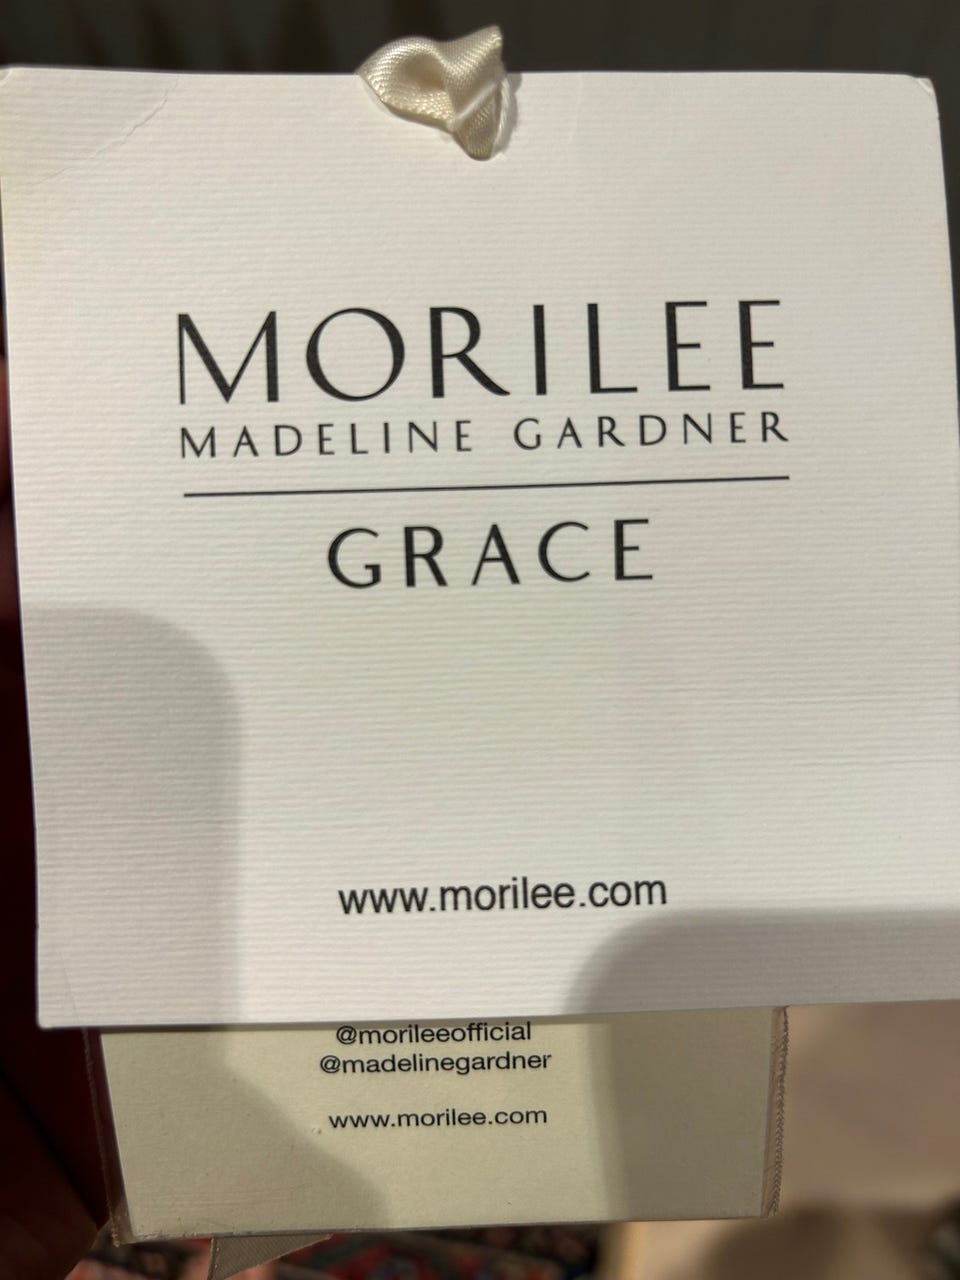 MORILEE
MADELINE GARDNER
GRACE
www.morilee.com
@morileeofficial
@madelinegardner
www.morilee.com